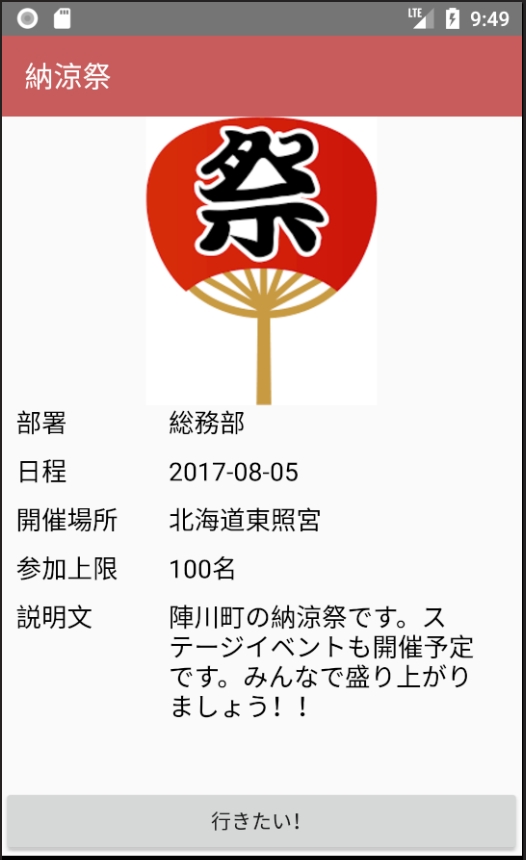 LTE 9:49
納涼祭
祭
部署 総務部
日程 2017-08-05
開催場所 北海道東照宮
参加上限 100名
説明文 陣川町の納涼祭です。ス
テージイベントも開催予定
です。みんなで盛り上がり
ましょう！！
行きたい!